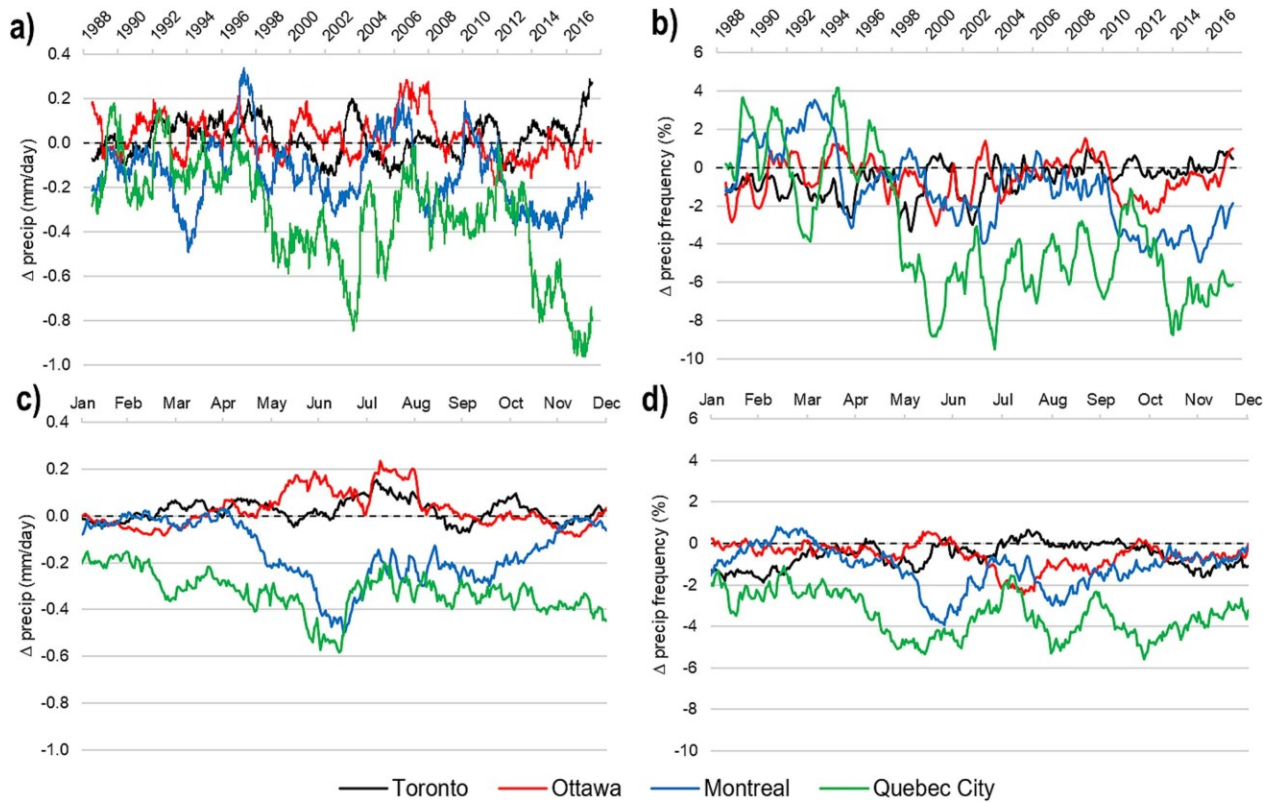 a)
1988 1990 1992 1994 1996 1998 2000 2002 2004 2006 2008 2010 2012 2014 2016
Δ precip (mm/day)
0.4
0.2
0.0
-0.2
-0.4
-0.6
-0.8
-1.0
b)
1988 1990 1992 1994 1996 1998 2000 2002 2004 2006 2008 2010 2012 2014 2016
Δ precip frequency (%)
6
4
2
0
-2
-4
-6
-8
-10
c)
Jan Feb Mar Apr May Jun Jul Aug Sep Oct Nov Dec
Δ precip (mm/day)
0.4
0.2
0.0
-0.2
-0.4
-0.6
-0.8
-1.0
d)
Jan Feb Mar Apr May Jun Jul Aug Sep Oct Nov Dec
Δ precip frequency (%)
6
4
2
0
-2
-4
-6
-8
-10
Toronto Ottawa Montreal Quebec City